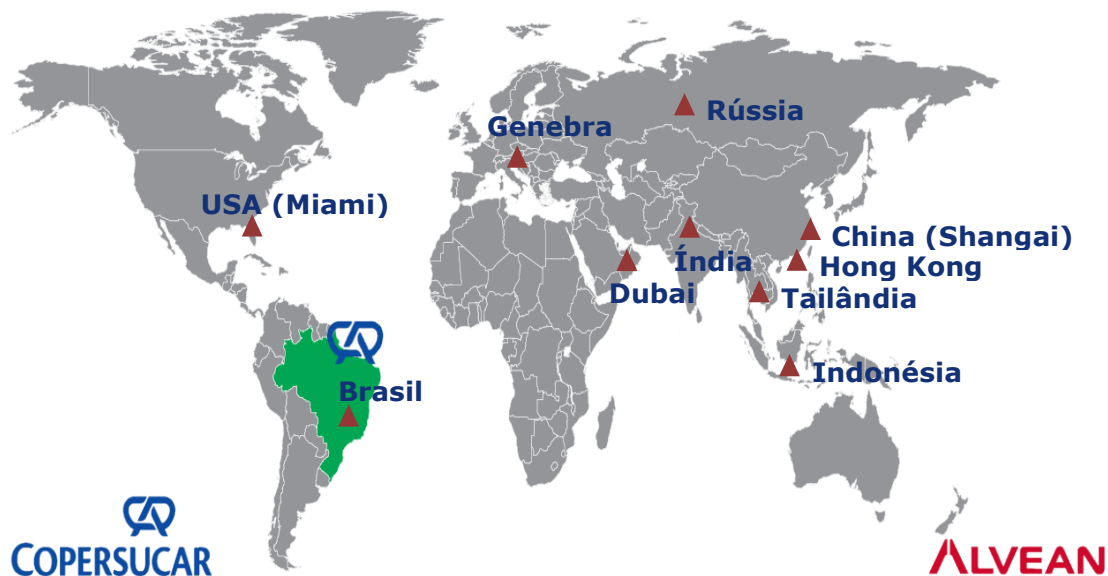 Rússia
Genebra
USA (Miami)
China (Shangai)
Índia
Hong Kong
Dubai
Tailândia
Indonésia
Brasil
COPERSUCAR
ALVEAN